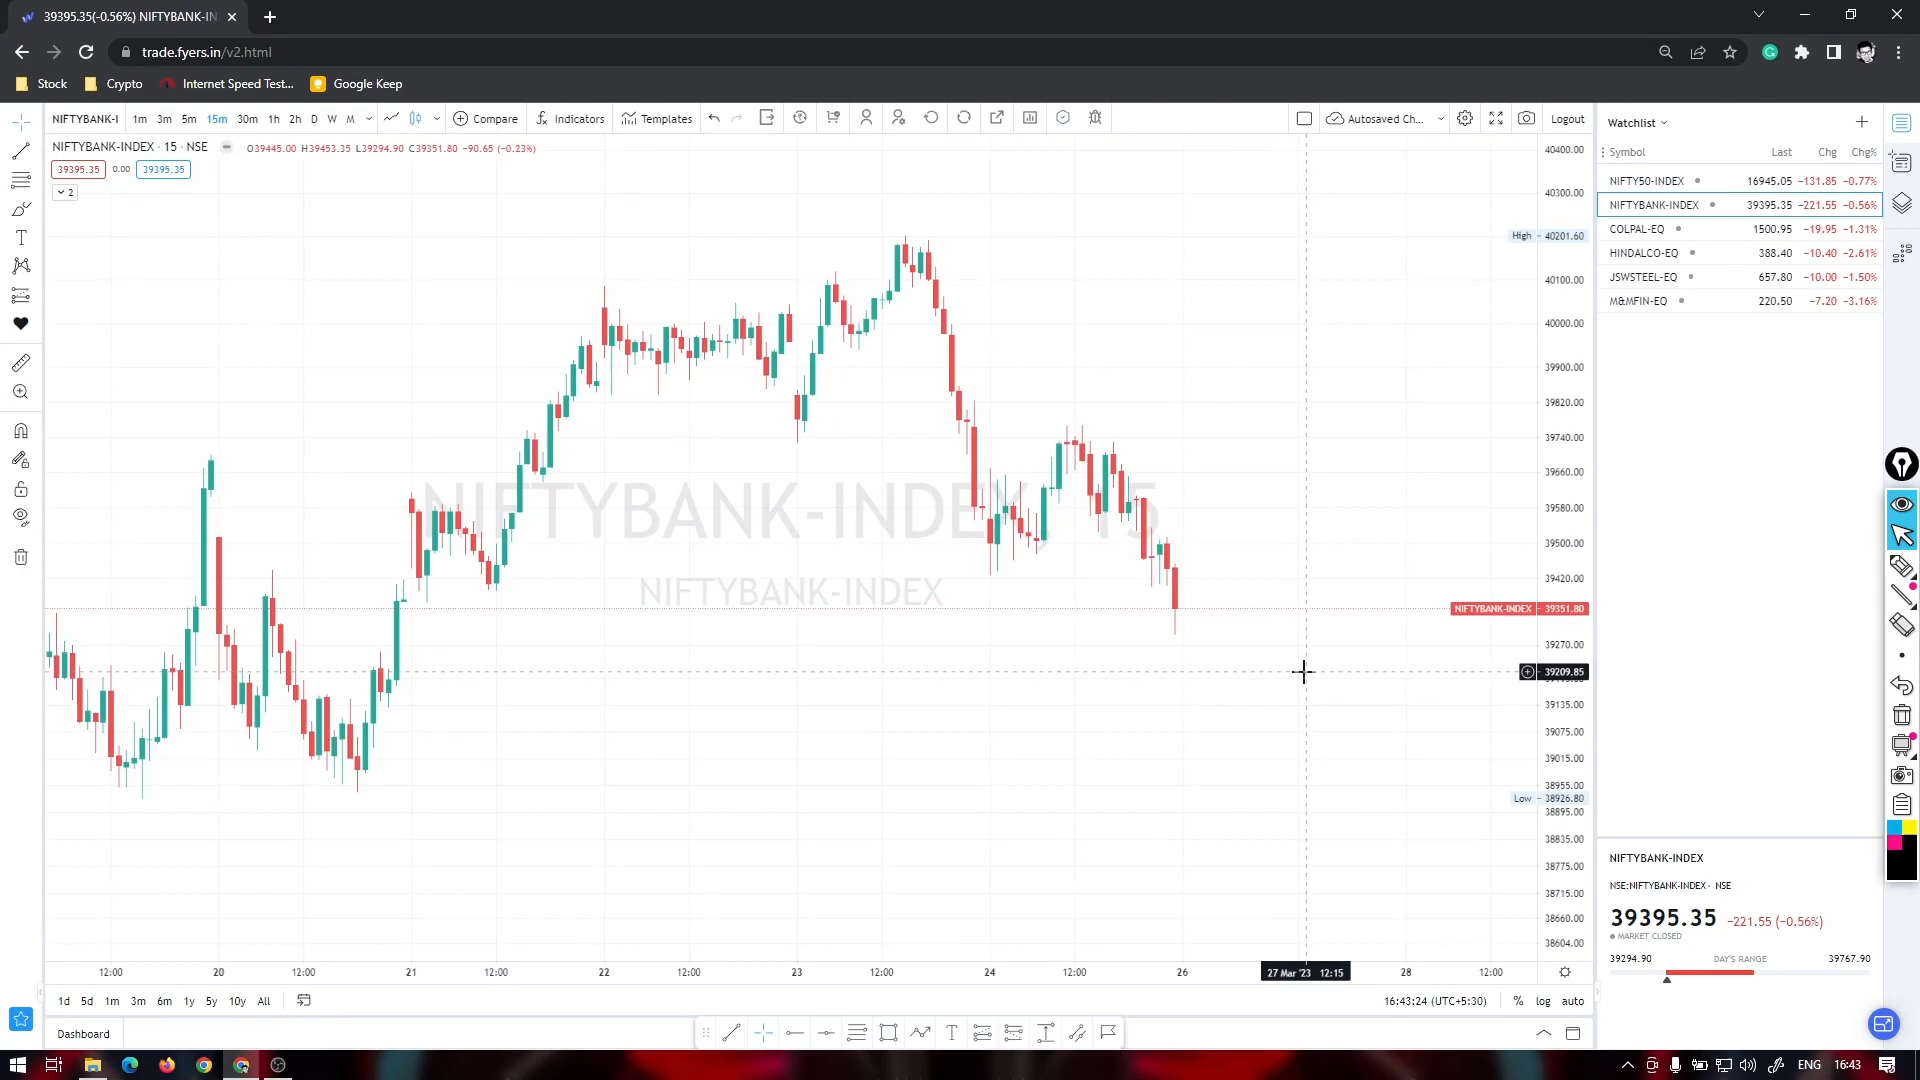 39395.35(-0.56%) NIFTYBANK-IN
trade.fyers.in/v2.html
Stock Crypto Internet Speed Test... Google Keep
NIFTYBANK-I 1m 3m 5m 15m 30m 1h 2h D W M Compare Indicators Templates Autosaved Ch... Logout
NIFTYBANK-INDEX · 15 · NSE O39445.00 H39453.35 L39294.90 C39351.80 −90.65 (−0.23%)
39395.35 0.00 39395.35
2
NIFTYBANK-INDEX, 15
NIFTYBANK-INDEX
40400.00
40300.00
High 40201.60
40100.00
40000.00
39900.00
39820.00
39740.00
39660.00
39580.00
39500.00
39420.00
NIFTYBANK-INDEX 39351.80
39270.00
39209.85
39135.00
39075.00
39015.00
38955.00
Low 38926.80
38895.00
38835.00
38775.00
38715.00
38660.00
38604.00
12:00 20 12:00 21 12:00 22 12:00 23 12:00 24 12:00 26 27 Mar '23 12:15 28 12:00
1d 5d 1m 3m 6m 1y 5y 10y All 16:43:24 (UTC+5:30) % log auto
Dashboard
Watchlist
Symbol Last Chg Chg%
NIFTY50-INDEX 16945.05 −131.85 −0.77%
NIFTYBANK-INDEX 39395.35 −221.55 −0.56%
COLPAL-EQ 1500.95 −19.95 −1.31%
HINDALCO-EQ 388.40 −10.40 −2.61%
JSWSTEEL-EQ 657.80 −10.00 −1.50%
M&MFIN-EQ 220.50 −7.20 −3.16%
NIFTYBANK-INDEX
NSE:NIFTYBANK-INDEX · NSE
39395.35 −221.55 (−0.56%)
MARKET CLOSED
39294.90 DAY'S RANGE 39767.90
ENG 16:43